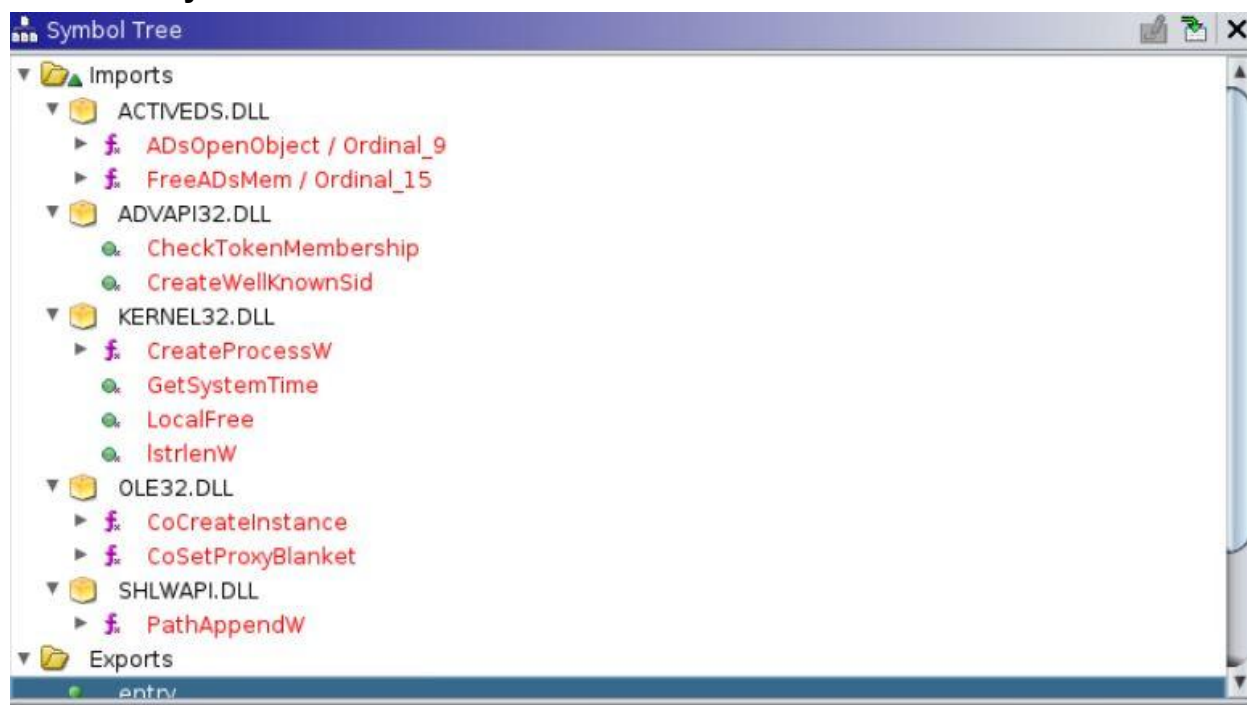 Symbol Tree
Imports
ACTIVEDS.DLL
ADsOpenObject / Ordinal_9
FreeADsMem / Ordinal_15
ADVAPI32.DLL
CheckTokenMembership
CreateWellKnownSid
KERNEL32.DLL
CreateProcessW
GetSystemTime
LocalFree
lstrlenW
OLE32.DLL
CoCreateInstance
CoSetProxyBlanket
SHLWAPI.DLL
PathAppendW
Exports
entry